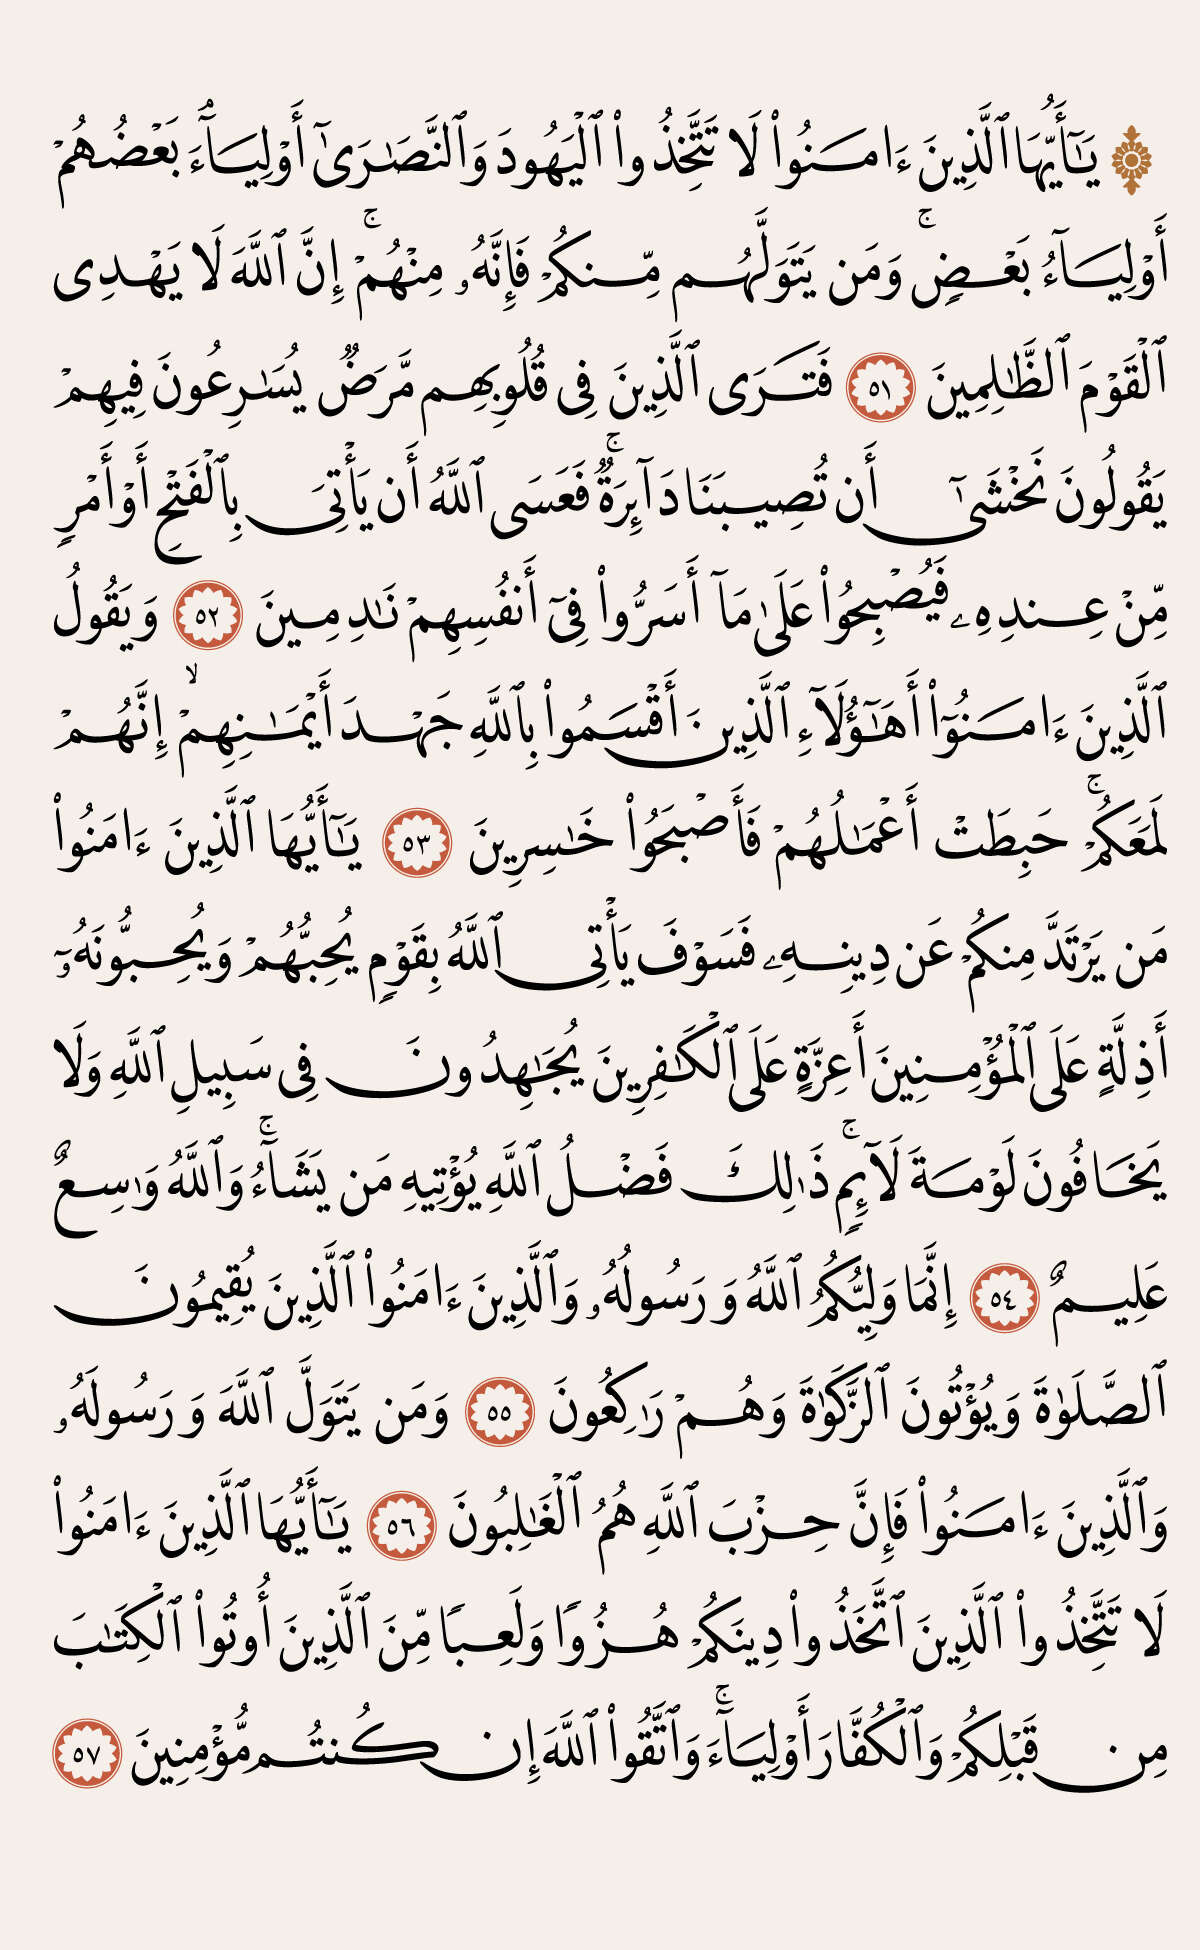 ۞ يَٰٓأَيُّهَا ٱلَّذِينَ ءَامَنُوا۟ لَا تَتَّخِذُوا۟ ٱلْيَهُودَ وَٱلنَّصَٰرَىٰٓ أَوْلِيَآءَۘ بَعْضُهُمْ
أَوْلِيَآءُ بَعْضٍۚ وَمَن يَتَوَلَّهُم مِّنكُمْ فَإِنَّهُۥ مِنْهُمْۚ إِنَّ ٱللَّهَ لَا يَهْدِى
ٱلْقَوْمَ ٱلظَّٰلِمِينَ ٥١ فَتَرَى ٱلَّذِينَ فِى قُلُوبِهِم مَّرَضٌ يُسَٰرِعُونَ فِيهِمْ
يَقُولُونَ نَخْشَىٰٓ أَن تُصِيبَنَا دَآئِرَةٌۚ فَعَسَى ٱللَّهُ أَن يَأْتِىَ بِٱلْفَتْحِ أَوْ أَمْرٍ
مِّنْ عِندِهِۦ فَيُصْبِحُوا۟ عَلَىٰ مَآ أَسَرُّوا۟ فِىٓ أَنفُسِهِمْ نَٰدِمِينَ ٥٢ وَيَقُولُ
ٱلَّذِينَ ءَامَنُوٓا۟ أَهَٰٓؤُلَآءِ ٱلَّذِينَ أَقْسَمُوا۟ بِٱللَّهِ جَهْدَ أَيْمَٰنِهِمْۙ إِنَّهُمْ
لَمَعَكُمْۚ حَبِطَتْ أَعْمَٰلُهُمْ فَأَصْبَحُوا۟ خَٰسِرِينَ ٥٣ يَٰٓأَيُّهَا ٱلَّذِينَ ءَامَنُوا۟
مَن يَرْتَدَّ مِنكُمْ عَن دِينِهِۦ فَسَوْفَ يَأْتِى ٱللَّهُ بِقَوْمٍ يُحِبُّهُمْ وَيُحِبُّونَهُۥٓ
أَذِلَّةٍ عَلَى ٱلْمُؤْمِنِينَ أَعِزَّةٍ عَلَى ٱلْكَٰفِرِينَ يُجَٰهِدُونَ فِى سَبِيلِ ٱللَّهِ وَلَا
يَخَافُونَ لَوْمَةَ لَآئِمٍۚ ذَٰلِكَ فَضْلُ ٱللَّهِ يُؤْتِيهِ مَن يَشَآءُۚ وَٱللَّهُ وَٰسِعٌ
عَلِيمٌ ٥٤ إِنَّمَا وَلِيُّكُمُ ٱللَّهُ وَرَسُولُهُۥ وَٱلَّذِينَ ءَامَنُوا۟ ٱلَّذِينَ يُقِيمُونَ
ٱلصَّلَوٰةَ وَيُؤْتُونَ ٱلزَّكَوٰةَ وَهُمْ رَٰكِعُونَ ٥٥ وَمَن يَتَوَلَّ ٱللَّهَ وَرَسُولَهُۥ
وَٱلَّذِينَ ءَامَنُوا۟ فَإِنَّ حِزْبَ ٱللَّهِ هُمُ ٱلْغَٰلِبُونَ ٥٦ يَٰٓأَيُّهَا ٱلَّذِينَ ءَامَنُوا۟
لَا تَتَّخِذُوا۟ ٱلَّذِينَ ٱتَّخَذُوا۟ دِينَكُمْ هُزُوًا وَلَعِبًا مِّنَ ٱلَّذِينَ أُوتُوا۟ ٱلْكِتَٰبَ
مِن قَبْلِكُمْ وَٱلْكُفَّارَ أَوْلِيَآءَۚ وَٱتَّقُوا۟ ٱللَّهَ إِن كُنتُم مُّؤْمِنِينَ ٥٧